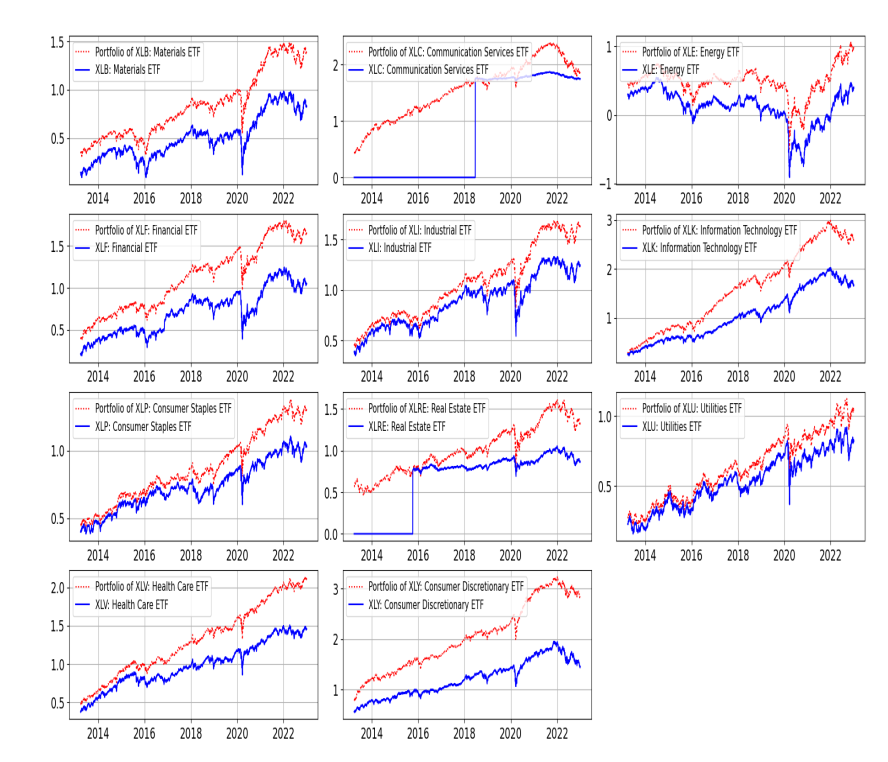 1.5
1.0
0.5
Portfolio of XLB: Materials ETF
XLB: Materials ETF
2014 2016 2018 2020 2022
2
1
0
Portfolio of XLC: Communication Services ETF
XLC: Communication Services ETF
2014 2016 2018 2020 2022
1
0
−1
Portfolio of XLE: Energy ETF
XLE: Energy ETF
2014 2016 2018 2020 2022
1.5
1.0
0.5
Portfolio of XLF: Financial ETF
XLF: Financial ETF
2014 2016 2018 2020 2022
1.5
1.0
0.5
Portfolio of XLI: Industrial ETF
XLI: Industrial ETF
2014 2016 2018 2020 2022
3
2
1
Portfolio of XLK: Information Technology ETF
XLK: Information Technology ETF
2014 2016 2018 2020 2022
1.0
0.5
Portfolio of XLP: Consumer Staples ETF
XLP: Consumer Staples ETF
2014 2016 2018 2020 2022
1.5
1.0
0.5
0.0
Portfolio of XLRE: Real Estate ETF
XLRE: Real Estate ETF
2014 2016 2018 2020 2022
1.0
0.5
Portfolio of XLU: Utilities ETF
XLU: Utilities ETF
2014 2016 2018 2020 2022
2.0
1.5
1.0
0.5
Portfolio of XLV: Health Care ETF
XLV: Health Care ETF
2014 2016 2018 2020 2022
3
2
1
Portfolio of XLY: Consumer Discretionary ETF
XLY: Consumer Discretionary ETF
2014 2016 2018 2020 2022